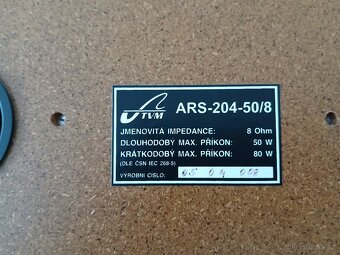 TVM
ARS-204-50/8
JMENOVITÁ IMPEDANCE: 8 Ohm
DLOUHODOBÝ MAX. PŘÍKON: 50 W
KRÁTKODOBÝ MAX. PŘÍKON: 80 W
(DLE ČSN IEC 268-5)
VÝROBNÍ ČÍSLO: